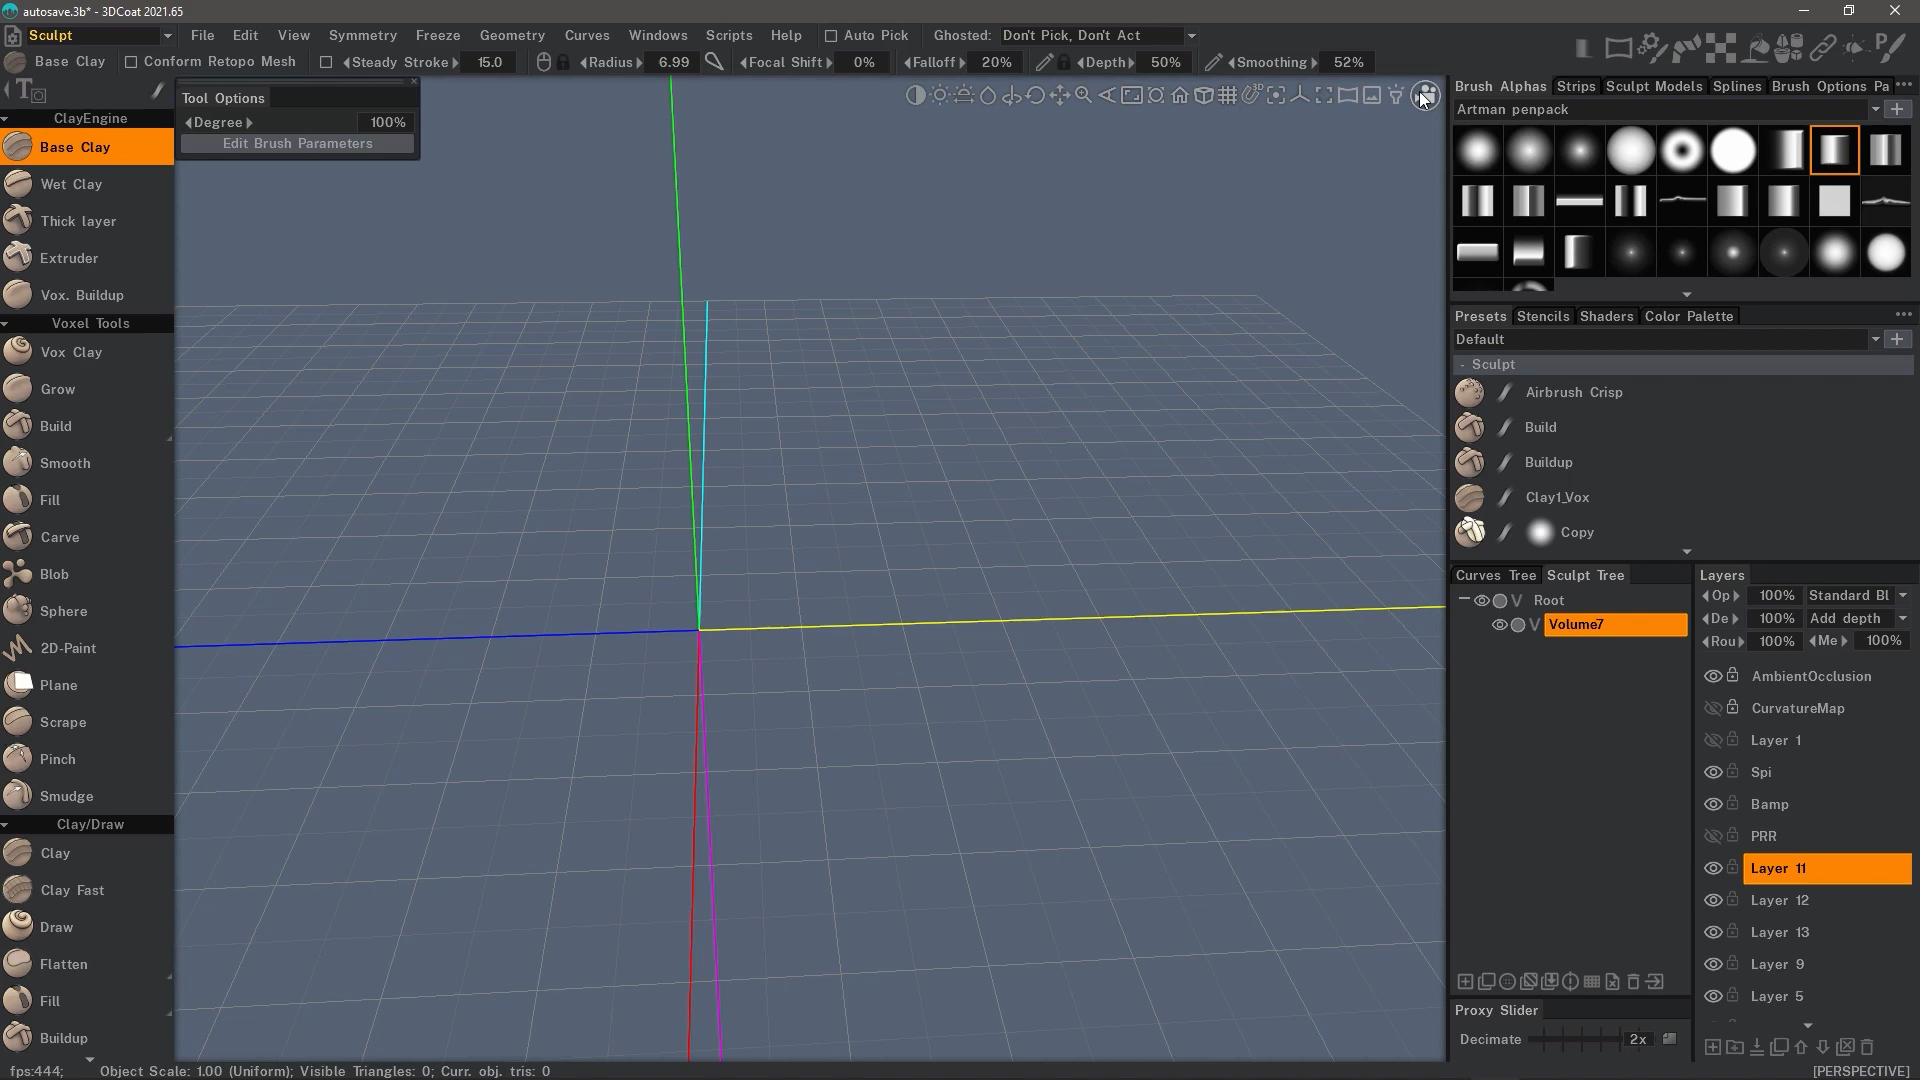 autosave.3b* - 3DCoat 2021.65
Sculpt File Edit View Symmetry Freeze Geometry Curves Windows Scripts Help Auto Pick Ghosted: Don't Pick, Don't Act
Base Clay Conform Retopo Mesh Steady Stroke 15.0 Radius 6.99 Focal Shift 0% Falloff 20% Depth 50% Smoothing 52%
Tool Options
Degree 100%
Edit Brush Parameters
ClayEngine
Base Clay
Wet Clay
Thick layer
Extruder
Vox. Buildup
Voxel Tools
Vox Clay
Grow
Build
Smooth
Fill
Carve
Blob
Sphere
2D-Paint
Plane
Scrape
Pinch
Smudge
Clay/Draw
Clay
Clay Fast
Draw
Flatten
Fill
Buildup
Brush Alphas Strips Sculpt Models Splines Brush Options Pa
Artman penpack
Presets Stencils Shaders Color Palette
Default
- Sculpt
Airbrush Crisp
Build
Buildup
Clay1_Vox
Copy
Curves Tree Sculpt Tree
V Root
V Volume7
Proxy Slider
Decimate 2x
Layers
Op 100% Standard Bl
De 100% Add depth
Rou 100% Me 100%
AmbientOcclusion
CurvatureMap
Layer 1
Spi
Bamp
PRR
Layer 11
Layer 12
Layer 13
Layer 9
Layer 5
fps:444; Object Scale: 1.00 (Uniform); Visible Triangles: 0; Curr. obj. tris: 0
[PERSPECTIVE]